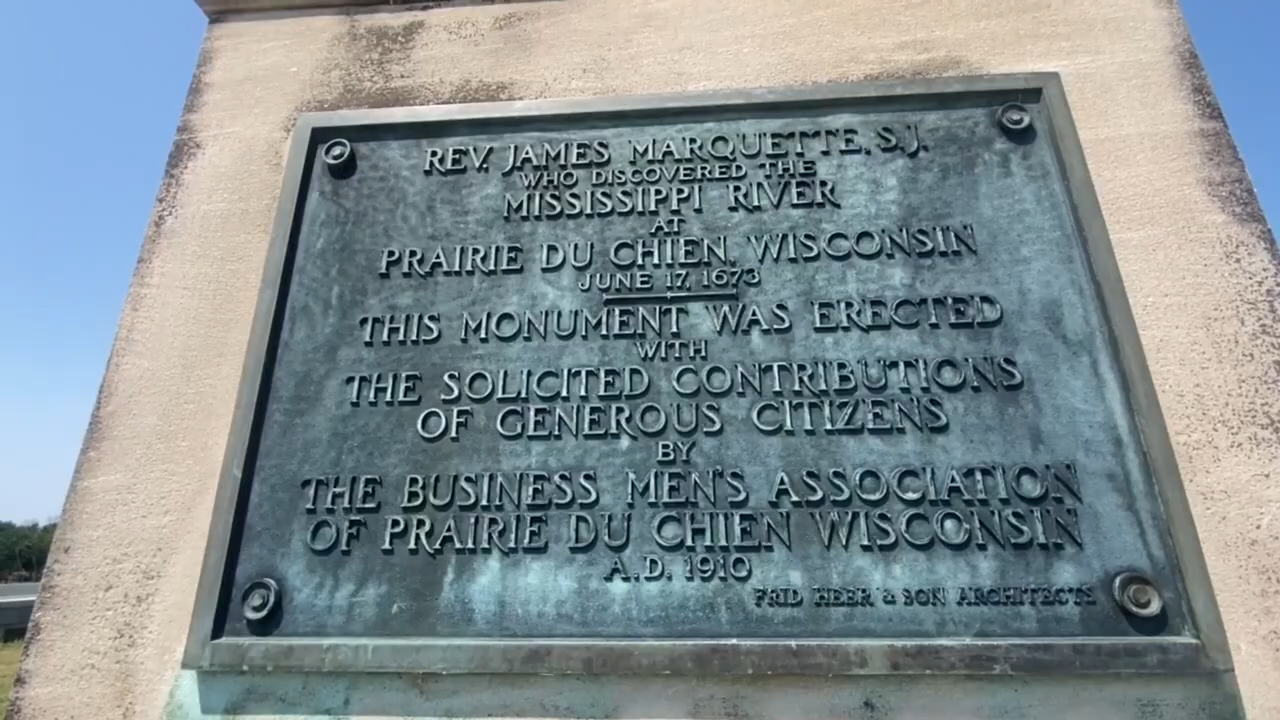 REV. JAMES MARQUETTE, S.J.
WHO DISCOVERED THE
MISSISSIPPI RIVER
AT
PRAIRIE DU CHIEN, WISCONSIN
JUNE 17, 1673
THIS MONUMENT WAS ERECTED
WITH
THE SOLICITED CONTRIBUTIONS
OF GENEROUS CITIZENS
BY
THE BUSINESS MEN'S ASSOCIATION
OF PRAIRIE DU CHIEN WISCONSIN
A.D. 1910
FRID HEER & SON ARCHITECTS